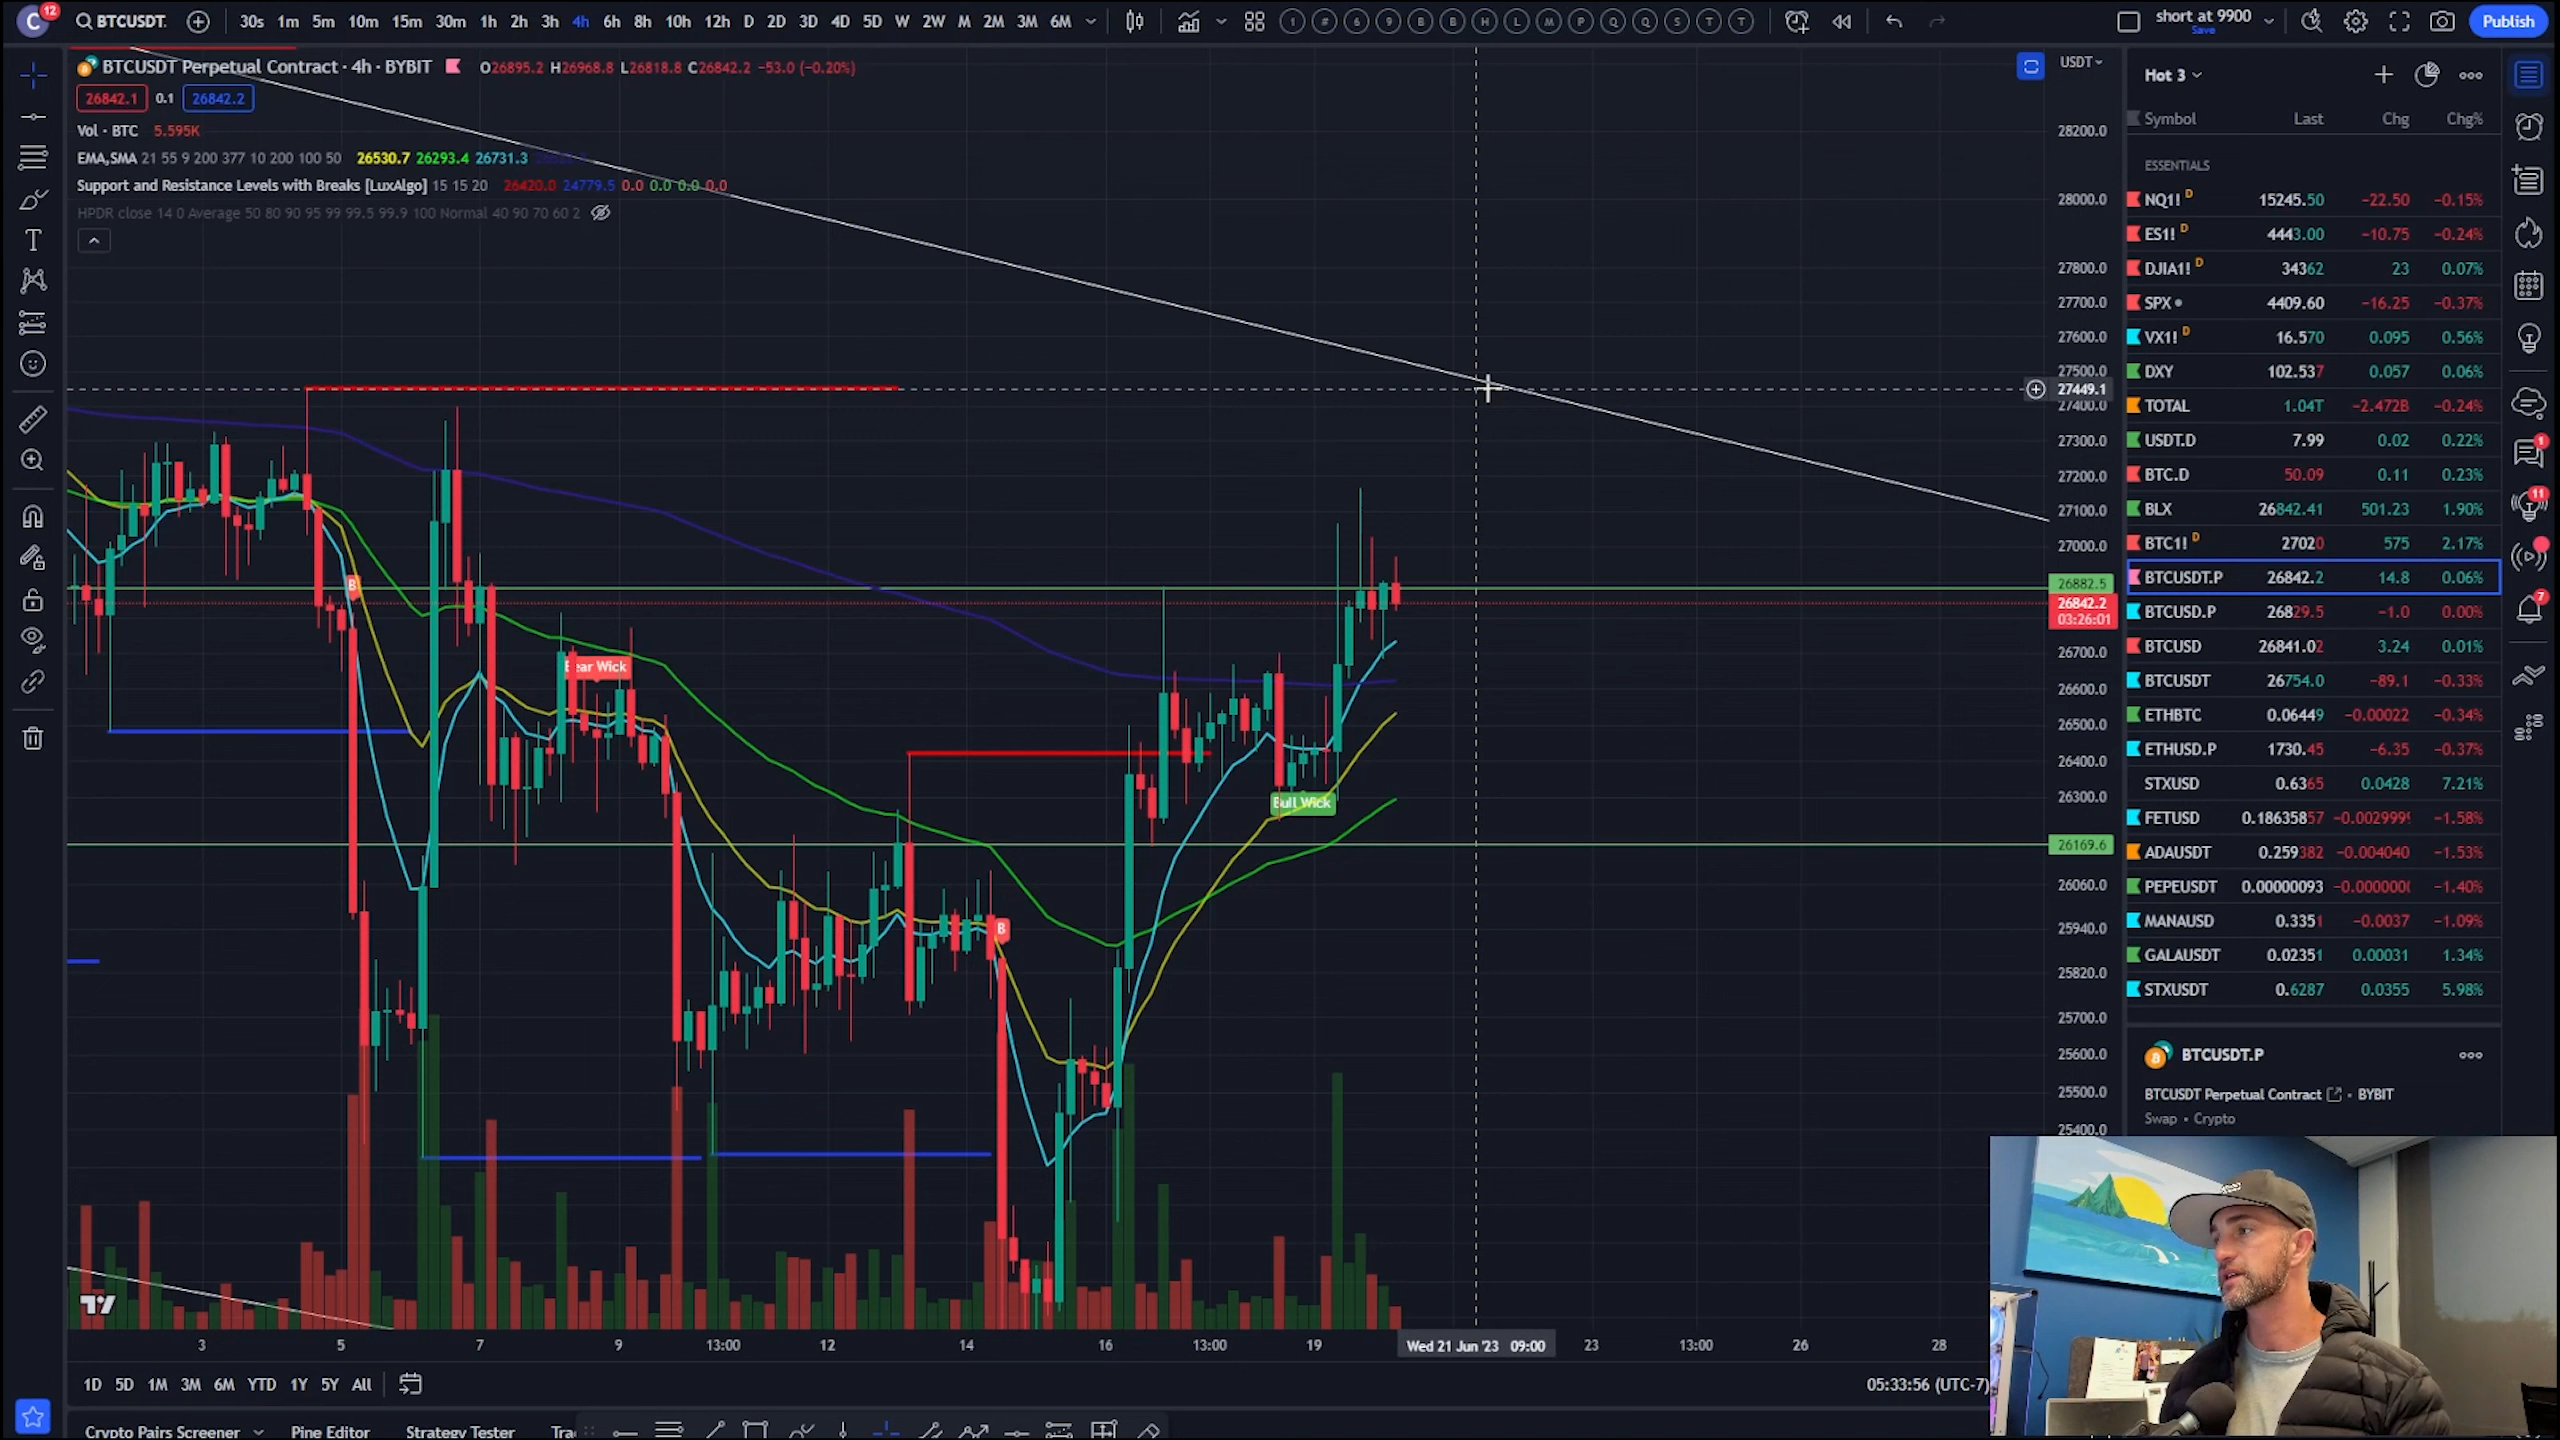 C 12 BTCUSDT. 30s 1m 5m 10m 15m 30m 1h 2h 3h 4h 6h 8h 10h 12h D 2D 3D 4D 5D W 2W M 2M 3M 6M 1 # 6 9 B B H L M P Q Q S T T short at 9900 Save Publish
BTCUSDT Perpetual Contract · 4h · BYBIT O26895.2 H26968.8 L26818.8 C26842.2 −53.0 (−0.20%)
26842.1 0.1 26842.2
Vol · BTC 5.595K
EMA,SMA 21 55 9 200 377 10 200 100 50 26530.7 26293.4 26731.3
Support and Resistance Levels with Breaks [LuxAlgo] 15 15 20 26420.0 24779.5 0.0 0.0 0.0 0.0
HPDR close 14 0 Average 50 80 90 95 99 99.5 99.9 100 Normal 40 90 70 60 2
USDT
28200.0
28000.0
27800.0
27700.0
27600.0
27500.0
27449.1
27400.0
27300.0
27200.0
27100.0
27000.0
26882.5
26842.2
03:26:01
26700.0
26600.0
26500.0
26400.0
26300.0
26169.6
26060.0
25940.0
25820.0
25700.0
25600.0
25500.0
25400.0
B
Bear Wick
Bull Wick
B
3 5 7 9 13:00 12 14 16 13:00 19 Wed 21 Jun '23 09:00 23 13:00 26 28
1D 5D 1M 3M 6M YTD 1Y 5Y All
05:33:56 (UTC-7)
Crypto Pairs Screener Pine Editor Strategy Tester
Hot 3
Symbol Last Chg Chg%
ESSENTIALS
NQ1! D 15245.50 −22.50 −0.15%
ES1! D 4443.00 −10.75 −0.24%
DJIA1! D 34362 23 0.07%
SPX 4409.60 −16.25 −0.37%
VX1! D 16.570 0.095 0.56%
DXY 102.537 0.057 0.06%
TOTAL 1.04T −2.472B −0.24%
USDT.D 7.99 0.02 0.22%
BTC.D 50.09 0.11 0.23%
BLX 26842.41 501.23 1.90%
BTC1! D 27020 575 2.17%
BTCUSDT.P 26842.2 14.8 0.06%
BTCUSD.P 26829.5 −1.0 0.00%
BTCUSD 26841.02 3.24 0.01%
BTCUSDT 26754.0 −89.1 −0.33%
ETHBTC 0.06449 −0.00022 −0.34%
ETHUSD.P 1730.45 −6.35 −0.37%
STXUSD 0.6365 0.0428 7.21%
FETUSD 0.18635857 −0.002999 −1.58%
ADAUSDT 0.259382 −0.004040 −1.53%
PEPEUSDT 0.00000093 −0.0000000 −1.40%
MANAUSD 0.3351 −0.0037 −1.09%
GALAUSDT 0.02351 0.00031 1.34%
STXUSDT 0.6287 0.0355 5.98%
BTCUSDT.P
BTCUSDT Perpetual Contract · BYBIT
Swap · Crypto
1
11
7